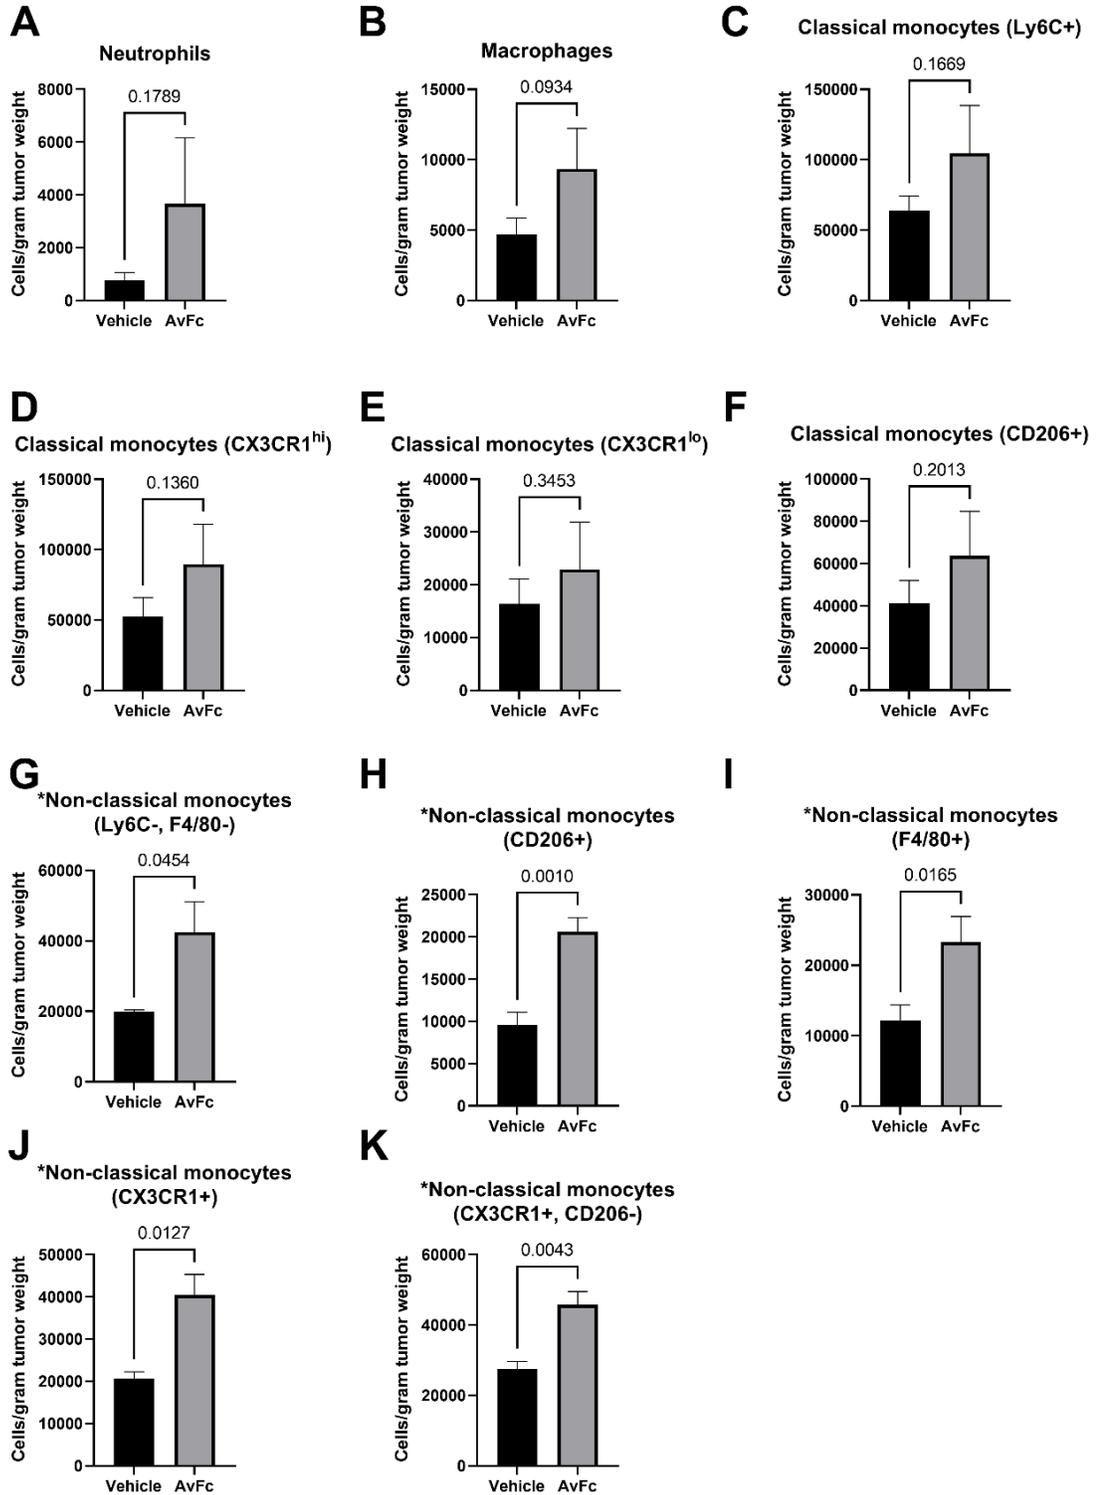 A
Neutrophils
Cells/gram tumor weight
8000
6000
4000
2000
0
0.1789
Vehicle AvFc
B
Macrophages
Cells/gram tumor weight
15000
10000
5000
0
0.0934
Vehicle AvFc
C
Classical monocytes (Ly6C+)
Cells/gram tumor weight
150000
100000
50000
0
0.1669
Vehicle AvFc
D
Classical monocytes (CX3CR1hi)
Cells/gram tumor weight
150000
100000
50000
0
0.1360
Vehicle AvFc
E
Classical monocytes (CX3CR1lo)
Cells/gram tumor weight
40000
30000
20000
10000
0
0.3453
Vehicle AvFc
F
Classical monocytes (CD206+)
Cells/gram tumor weight
100000
80000
60000
40000
20000
0
0.2013
Vehicle AvFc
G
*Non-classical monocytes
(Ly6C-, F4/80-)
Cells/gram tumor weight
60000
40000
20000
0
0.0454
Vehicle AvFc
H
*Non-classical monocytes
(CD206+)
Cells/gram tumor weight
25000
20000
15000
10000
5000
0
0.0010
Vehicle AvFc
I
*Non-classical monocytes
(F4/80+)
Cells/gram tumor weight
30000
20000
10000
0
0.0165
Vehicle AvFc
J
*Non-classical monocytes
(CX3CR1+)
Cells/gram tumor weight
50000
40000
30000
20000
10000
0
0.0127
Vehicle AvFc
K
*Non-classical monocytes
(CX3CR1+, CD206-)
Cells/gram tumor weight
60000
40000
20000
0
0.0043
Vehicle AvFc